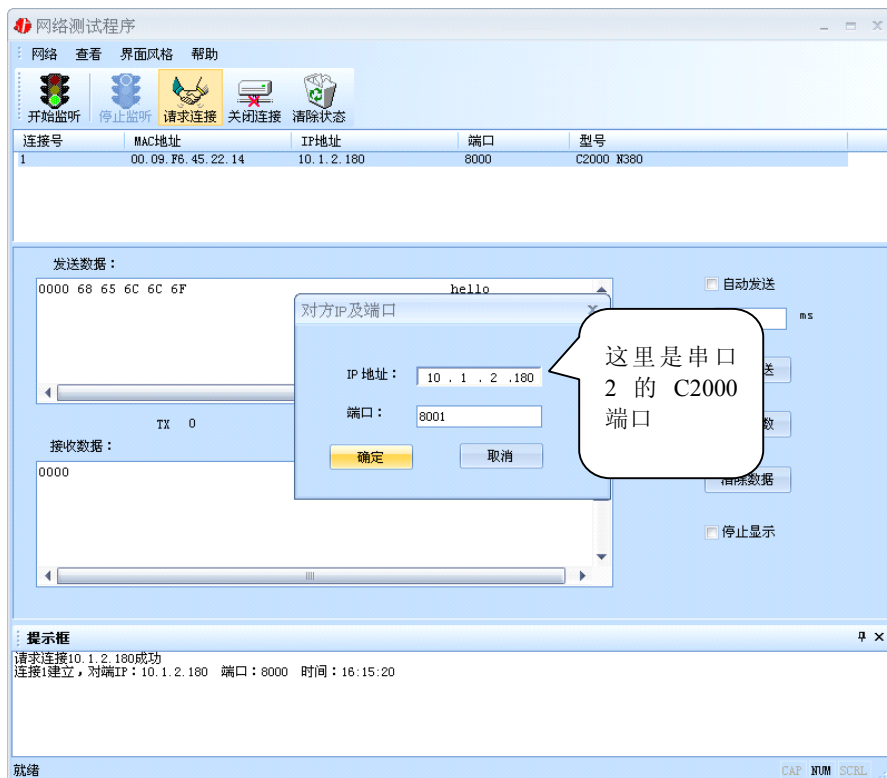 网络测试程序
网络 查看 界面风格 帮助
开始监听 停止监听 请求连接 关闭连接 清除状态
连接号 MAC地址 IP地址 端口 型号
1 00.09.F6.45.22.14 10.1.2.180 8000 C2000 N380
发送数据：
0000 68 65 6C 6C 6F hello
自动发送
ms
对方IP及端口
IP地址： 10 . 1 . 2 .180
端口： 8001
确定 取消
这里是串口
2 的 C2000
端口
送
数
清除数据
停止显示
TX 0
接收数据：
0000
提示框
请求连接10.1.2.180成功
连接1建立，对端IP：10.1.2.180 端口：8000 时间：16:15:20
就绪
CAP NUM SCRL